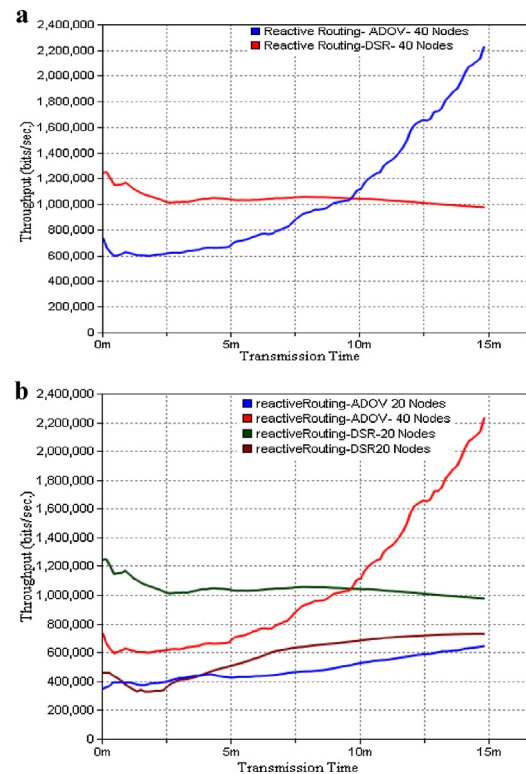 a
Reactive Routing- ADOV- 40 Nodes
Reactive Routing-DSR- 40 Nodes
Throughput (bits/sec.)
2,400,000
2,200,000
2,000,000
1,800,000
1,600,000
1,400,000
1,200,000
1,000,000
800,000
600,000
400,000
200,000
0
0m
5m
10m
15m
Transmission Time
b
reactiveRouting-ADOV 20 Nodes
reactiveRouting-ADOV- 40 Nodes
reactiveRouting-DSR-20 Nodes
reactiveRouting-DSR20 Nodes
Throughput (bits/sec.)
2,400,000
2,200,000
2,000,000
1,800,000
1,600,000
1,400,000
1,200,000
1,000,000
800,000
600,000
400,000
200,000
0
0m
5m
10m
15m
Transmission Time